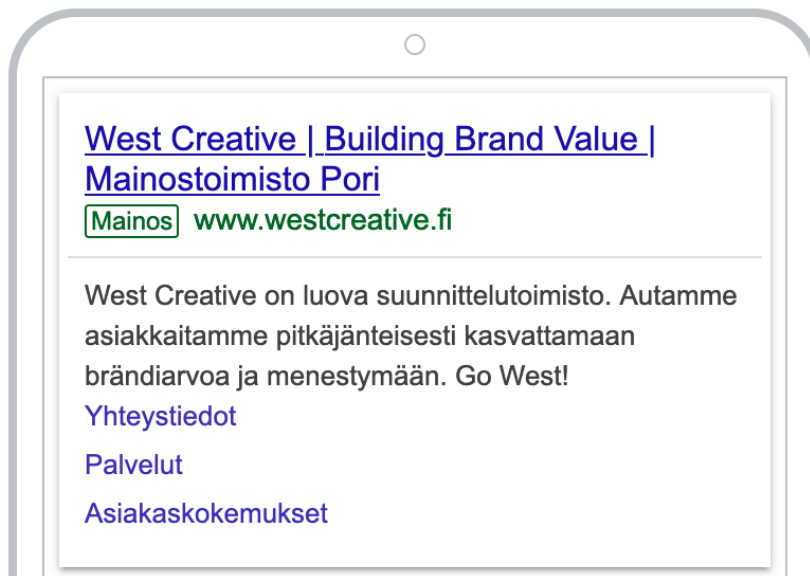 West Creative | Building Brand Value |
Mainostoimisto Pori
Mainos www.westcreative.fi
West Creative on luova suunnittelutoimisto. Autamme
asiakkaitamme pitkäjänteisesti kasvattamaan
brändiarvoa ja menestymään. Go West!
Yhteystiedot
Palvelut
Asiakaskokemukset